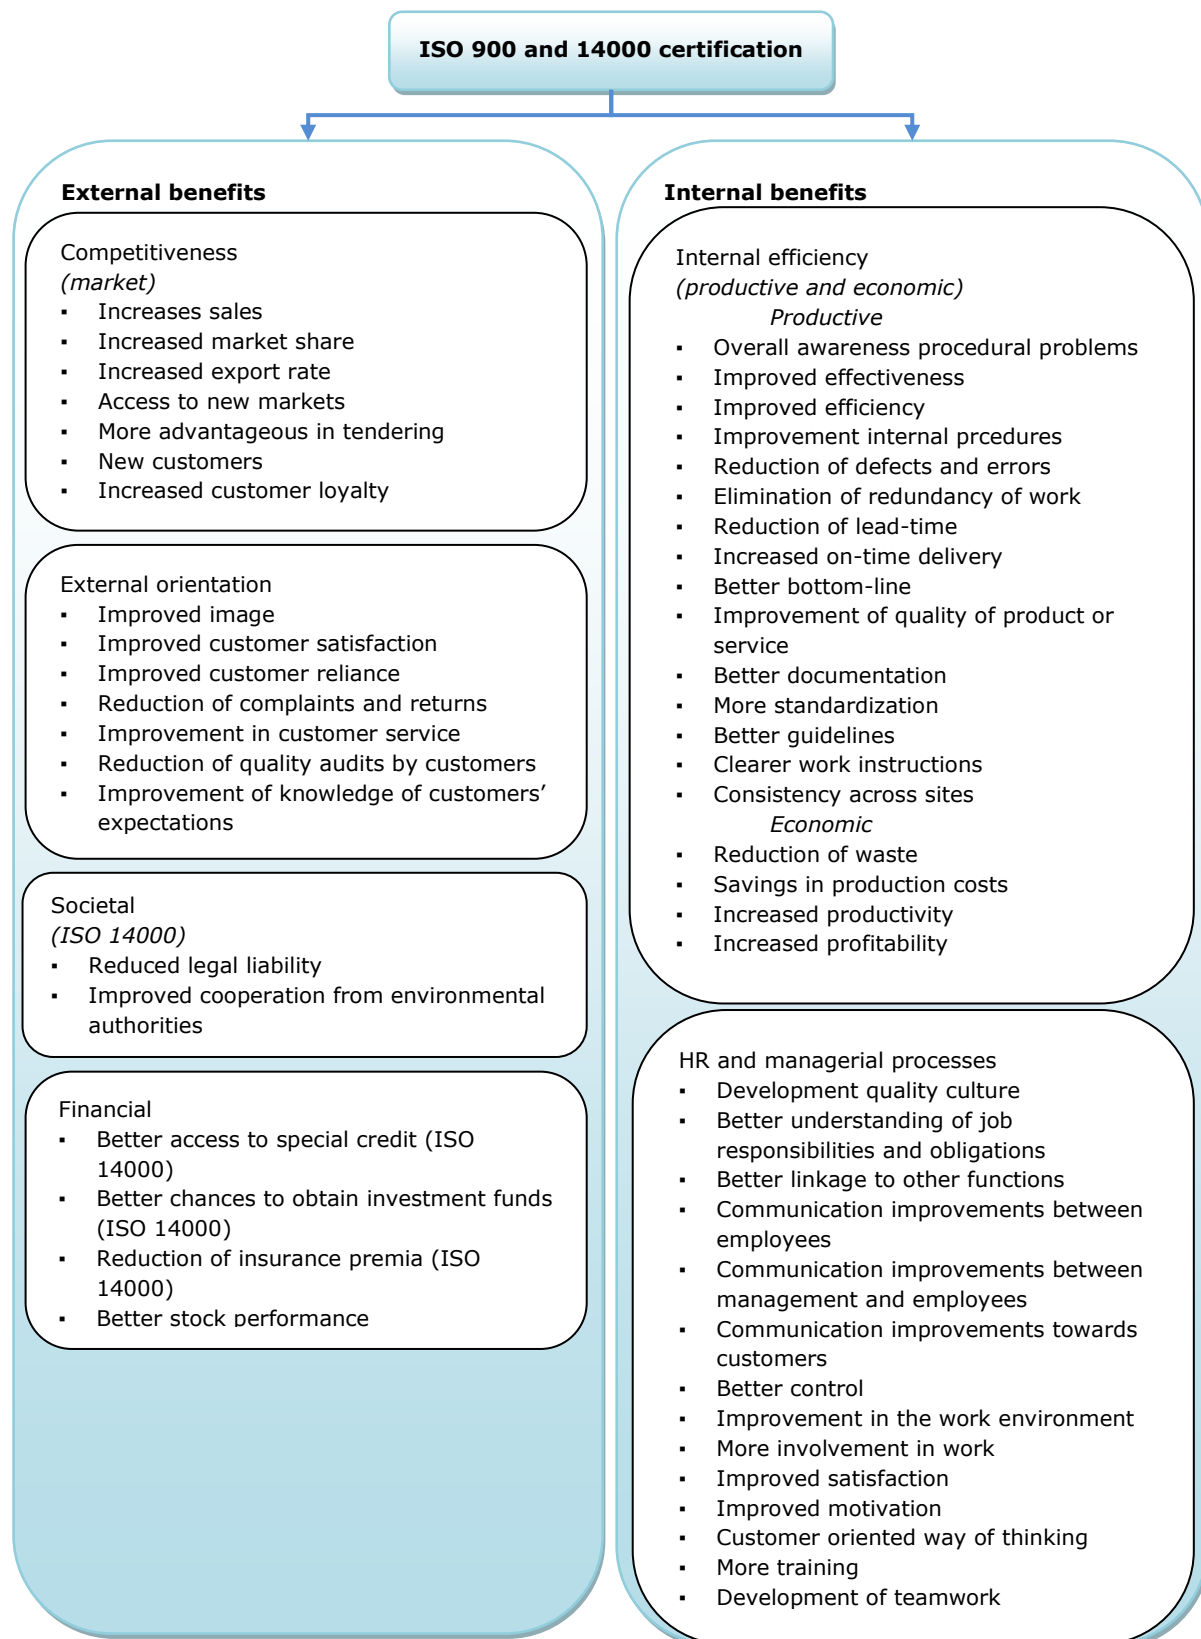 ISO 900 and 14000 certification
External benefits
Competitiveness
(market)
▪ Increases sales
▪ Increased market share
▪ Increased export rate
▪ Access to new markets
▪ More advantageous in tendering
▪ New customers
▪ Increased customer loyalty
External orientation
▪ Improved image
▪ Improved customer satisfaction
▪ Improved customer reliance
▪ Reduction of complaints and returns
▪ Improvement in customer service
▪ Reduction of quality audits by customers
▪ Improvement of knowledge of customers’
expectations
Societal
(ISO 14000)
▪ Reduced legal liability
▪ Improved cooperation from environmental
authorities
Financial
▪ Better access to special credit (ISO
14000)
▪ Better chances to obtain investment funds
(ISO 14000)
▪ Reduction of insurance premia (ISO
14000)
▪ Better stock performance
Internal benefits
Internal efficiency
(productive and economic)
Productive
▪ Overall awareness procedural problems
▪ Improved effectiveness
▪ Improved efficiency
▪ Improvement internal prcedures
▪ Reduction of defects and errors
▪ Elimination of redundancy of work
▪ Reduction of lead-time
▪ Increased on-time delivery
▪ Better bottom-line
▪ Improvement of quality of product or
service
▪ Better documentation
▪ More standardization
▪ Better guidelines
▪ Clearer work instructions
▪ Consistency across sites
Economic
▪ Reduction of waste
▪ Savings in production costs
▪ Increased productivity
▪ Increased profitability
HR and managerial processes
▪ Development quality culture
▪ Better understanding of job
responsibilities and obligations
▪ Better linkage to other functions
▪ Communication improvements between
employees
▪ Communication improvements between
management and employees
▪ Communication improvements towards
customers
▪ Better control
▪ Improvement in the work environment
▪ More involvement in work
▪ Improved satisfaction
▪ Improved motivation
▪ Customer oriented way of thinking
▪ More training
▪ Development of teamwork